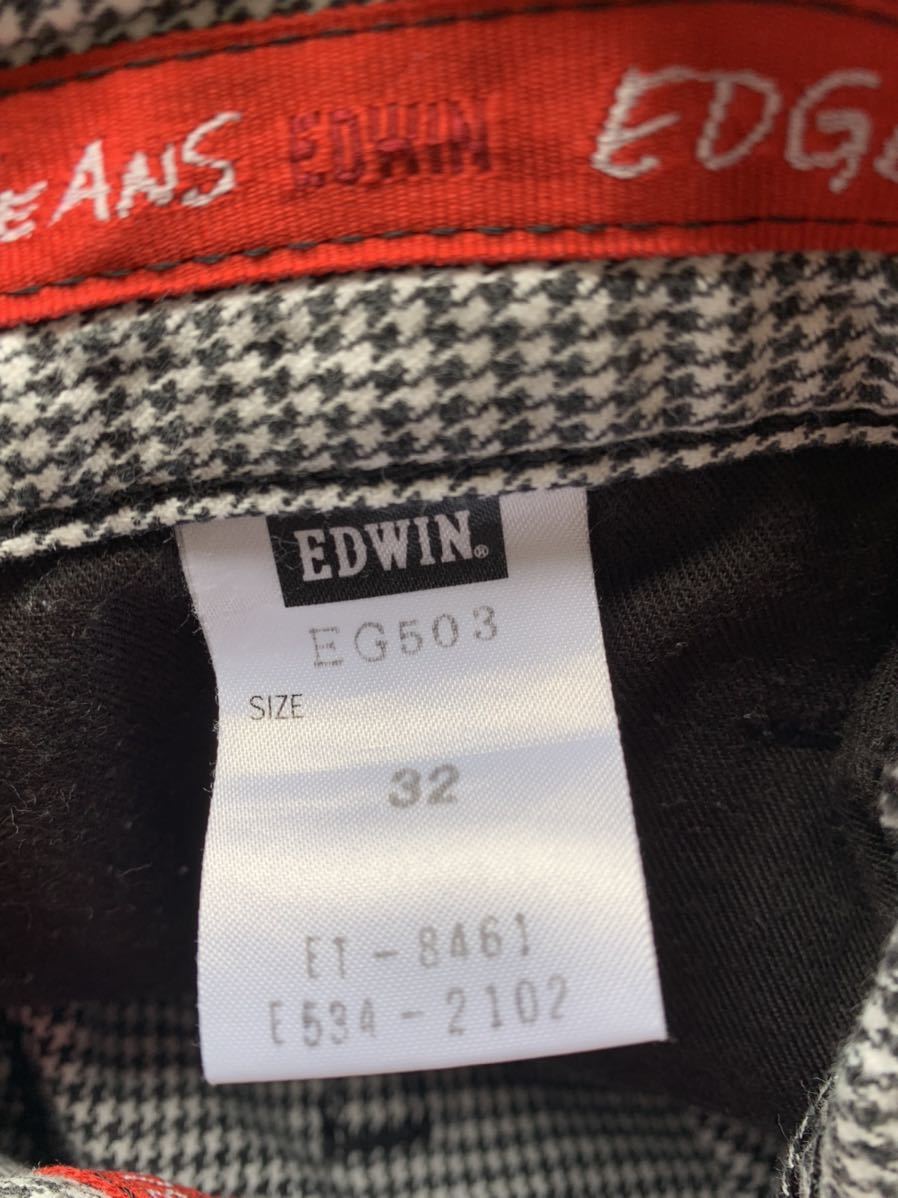 EANS EDWIN EDG
EDWIN®
EG503
SIZE
32
ET-8461
E534-2102